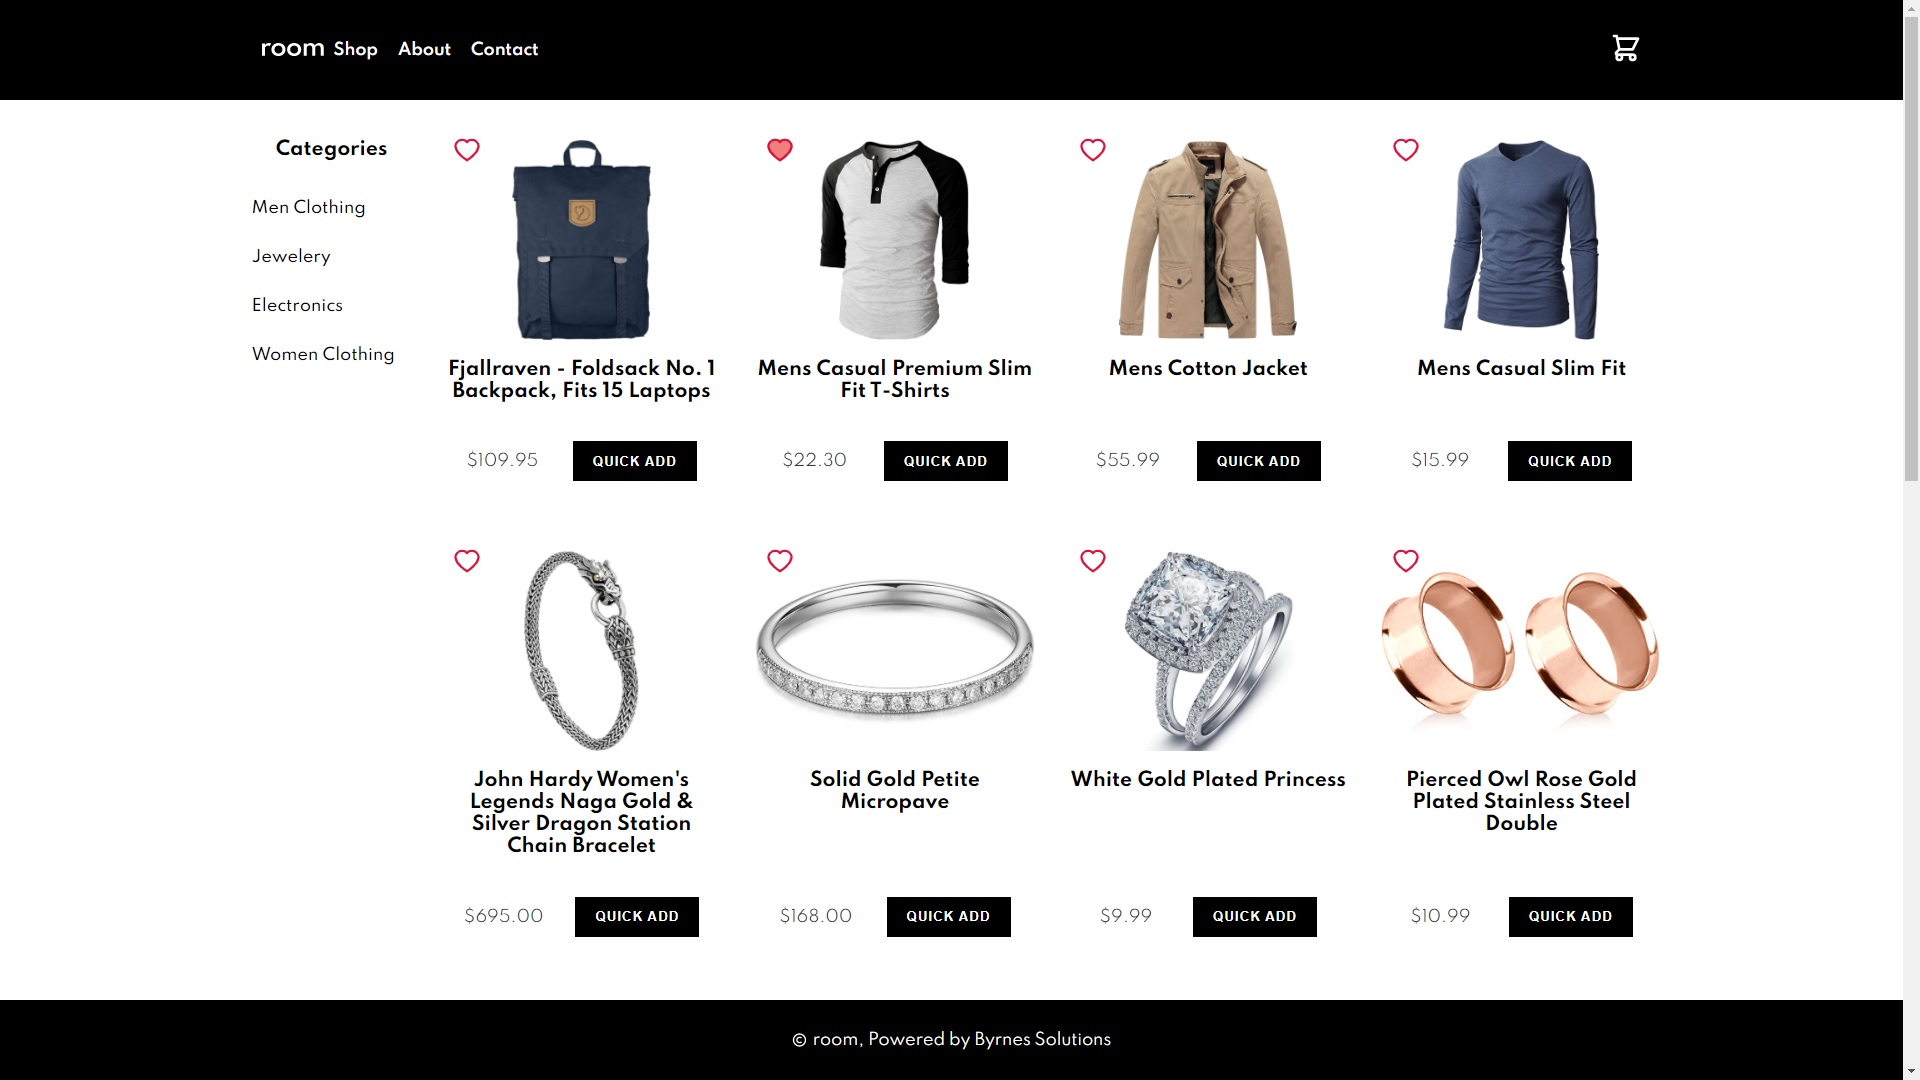 room Shop About Contact
Categories
Men Clothing
Jewelery
Electronics
Women Clothing
Fjallraven - Foldsack No. 1
Backpack, Fits 15 Laptops
$109.95 QUICK ADD
Mens Casual Premium Slim
Fit T-Shirts
$22.30 QUICK ADD
Mens Cotton Jacket
$55.99 QUICK ADD
Mens Casual Slim Fit
$15.99 QUICK ADD
John Hardy Women's
Legends Naga Gold &
Silver Dragon Station
Chain Bracelet
$695.00 QUICK ADD
Solid Gold Petite
Micropave
$168.00 QUICK ADD
White Gold Plated Princess
$9.99 QUICK ADD
Pierced Owl Rose Gold
Plated Stainless Steel
Double
$10.99 QUICK ADD
© room, Powered by Byrnes Solutions